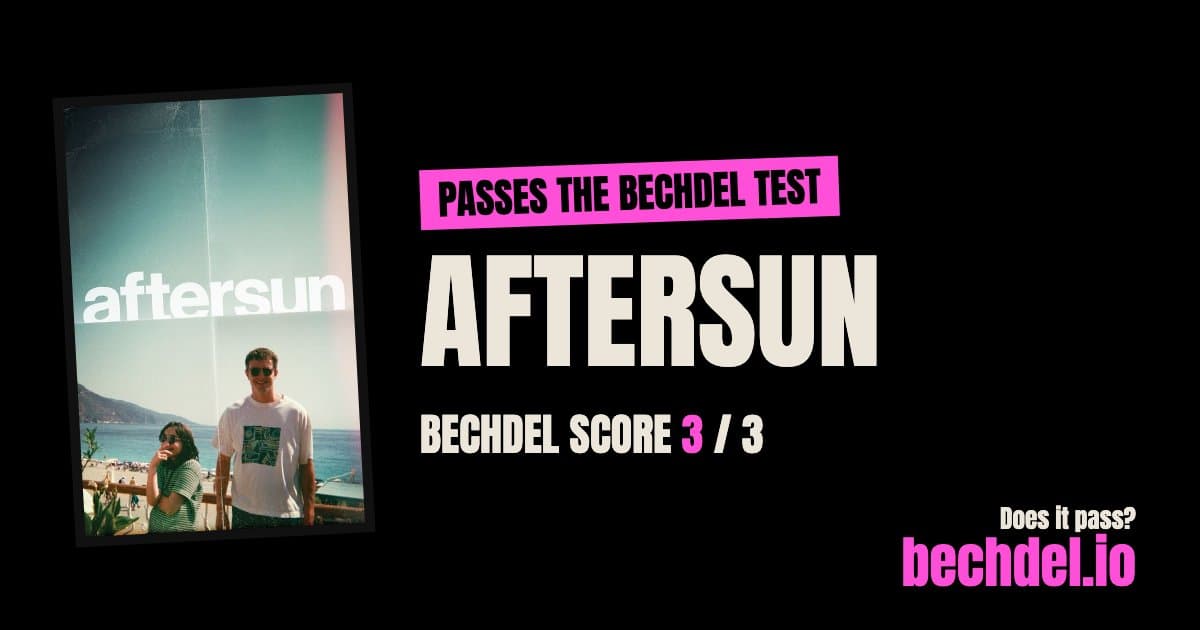 aftersun
PASSES THE BECHDEL TEST
AFTERSUN
BECHDEL SCORE 3 / 3
Does it pass?
bechdel.io